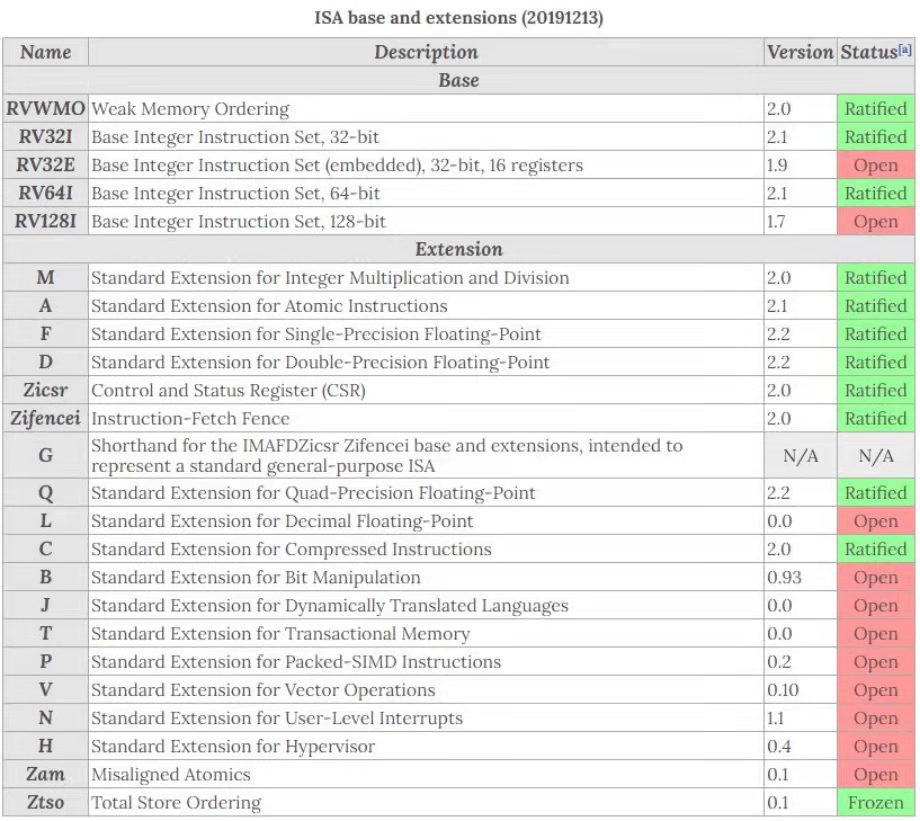 ISA base and extensions (20191213)
Name Description Version Status[a]
Base
RVWMO Weak Memory Ordering 2.0 Ratified
RV32I Base Integer Instruction Set, 32-bit 2.1 Ratified
RV32E Base Integer Instruction Set (embedded), 32-bit, 16 registers 1.9 Open
RV64I Base Integer Instruction Set, 64-bit 2.1 Ratified
RV128I Base Integer Instruction Set, 128-bit 1.7 Open
Extension
M Standard Extension for Integer Multiplication and Division 2.0 Ratified
A Standard Extension for Atomic Instructions 2.1 Ratified
F Standard Extension for Single-Precision Floating-Point 2.2 Ratified
D Standard Extension for Double-Precision Floating-Point 2.2 Ratified
Zicsr Control and Status Register (CSR) 2.0 Ratified
Zifencei Instruction-Fetch Fence 2.0 Ratified
G Shorthand for the IMAFDZicsr Zifencei base and extensions, intended to
represent a standard general-purpose ISA N/A N/A
Q Standard Extension for Quad-Precision Floating-Point 2.2 Ratified
L Standard Extension for Decimal Floating-Point 0.0 Open
C Standard Extension for Compressed Instructions 2.0 Ratified
B Standard Extension for Bit Manipulation 0.93 Open
J Standard Extension for Dynamically Translated Languages 0.0 Open
T Standard Extension for Transactional Memory 0.0 Open
P Standard Extension for Packed-SIMD Instructions 0.2 Open
V Standard Extension for Vector Operations 0.10 Open
N Standard Extension for User-Level Interrupts 1.1 Open
H Standard Extension for Hypervisor 0.4 Open
Zam Misaligned Atomics 0.1 Open
Ztso Total Store Ordering 0.1 Frozen